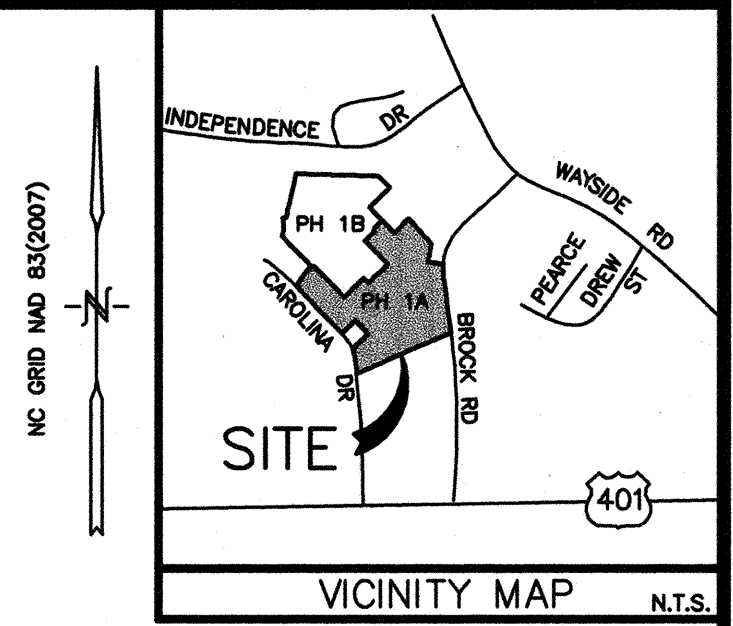 NC GRID NAD 83(2007)
N
INDEPENDENCE DR
WAYSIDE RD
PH 1B
PEARCE
DREW ST
CAROLINA DR
PH 1A
BROCK RD
SITE
401
VICINITY MAP
N.T.S.